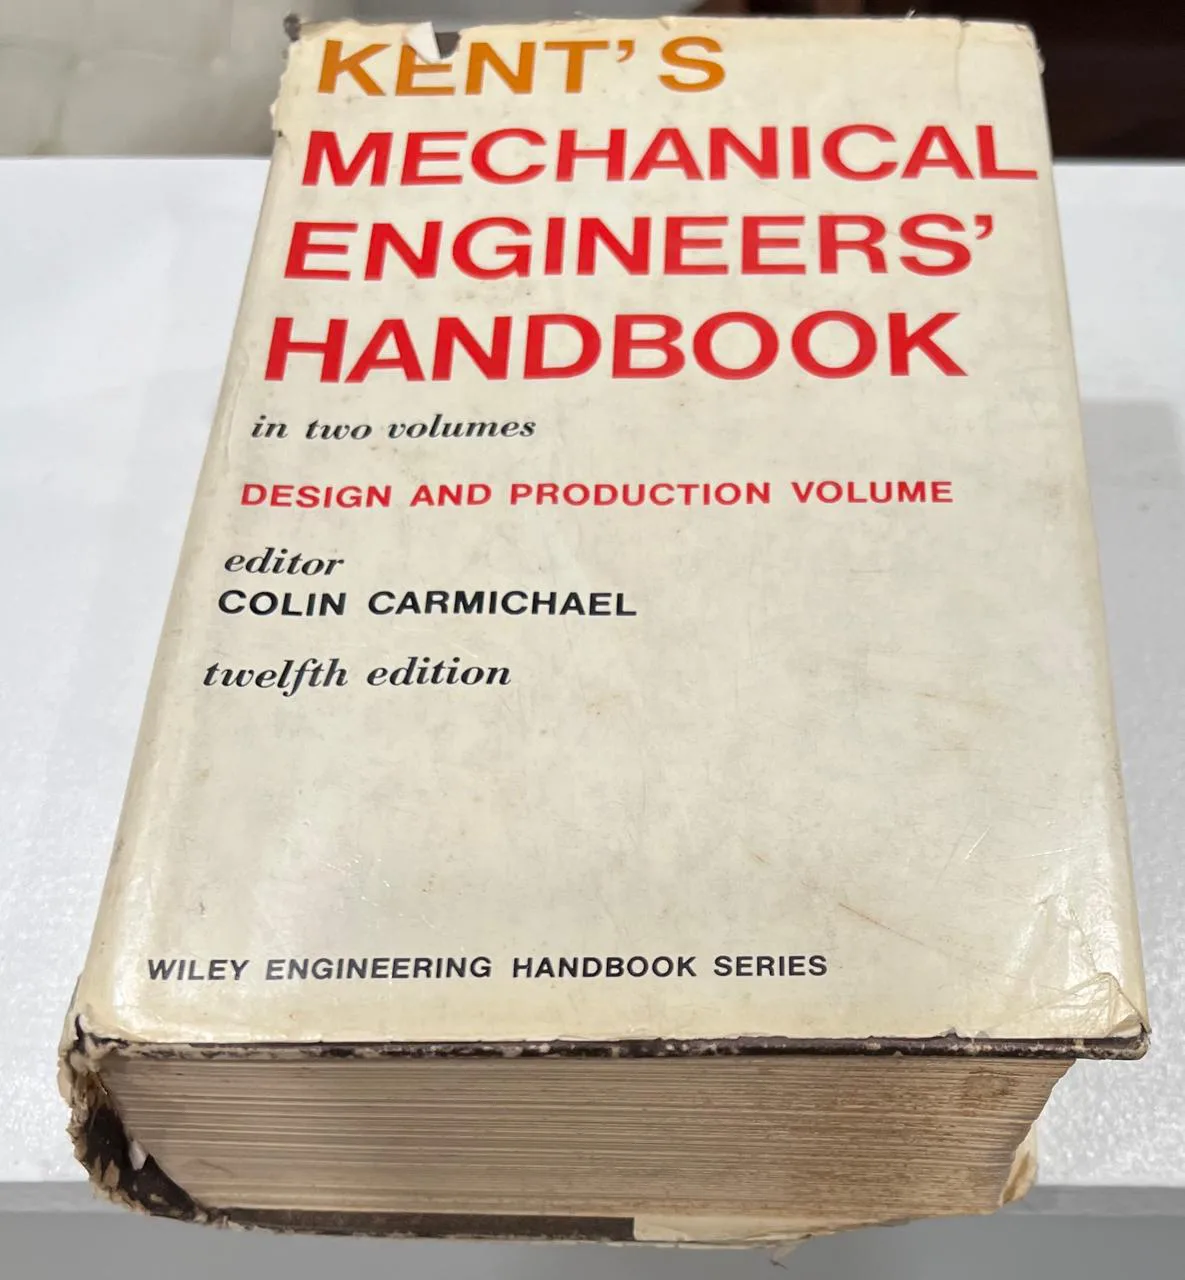 KENT'S
MECHANICAL
ENGINEERS'
HANDBOOK
in two volumes
DESIGN AND PRODUCTION VOLUME
editor
COLIN CARMICHAEL
twelfth edition
WILEY ENGINEERING HANDBOOK SERIES